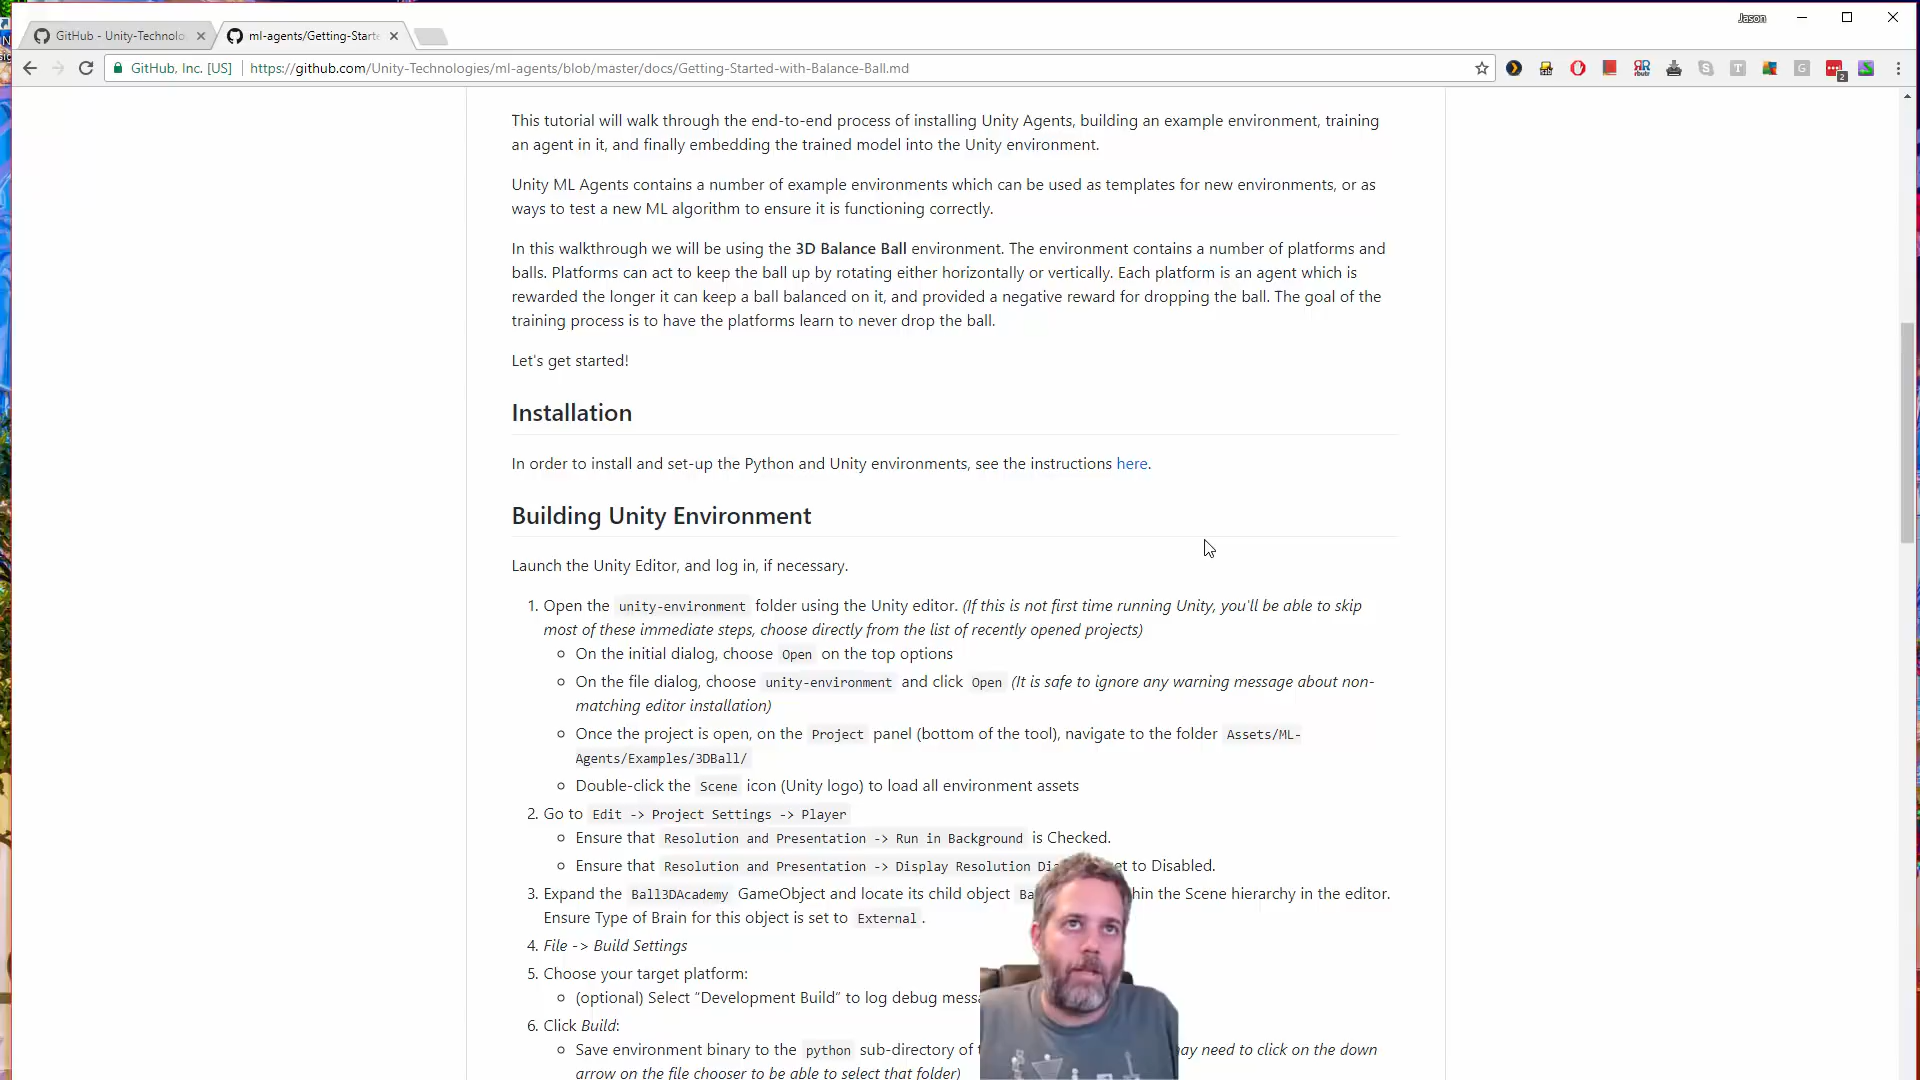 Jason
GitHub - Unity-Technolo
ml-agents/Getting-Starte
GitHub, Inc. [US]
https://github.com/Unity-Technologies/ml-agents/blob/master/docs/Getting-Started-with-Balance-Ball.md
This tutorial will walk through the end-to-end process of installing Unity Agents, building an example environment, training
an agent in it, and finally embedding the trained model into the Unity environment.
Unity ML Agents contains a number of example environments which can be used as templates for new environments, or as
ways to test a new ML algorithm to ensure it is functioning correctly.
In this walkthrough we will be using the 3D Balance Ball environment. The environment contains a number of platforms and
balls. Platforms can act to keep the ball up by rotating either horizontally or vertically. Each platform is an agent which is
rewarded the longer it can keep a ball balanced on it, and provided a negative reward for dropping the ball. The goal of the
training process is to have the platforms learn to never drop the ball.
Let's get started!
Installation
In order to install and set-up the Python and Unity environments, see the instructions here.
Building Unity Environment
Launch the Unity Editor, and log in, if necessary.
1. Open the unity-environment folder using the Unity editor. (If this is not first time running Unity, you'll be able to skip
most of these immediate steps, choose directly from the list of recently opened projects)
On the initial dialog, choose Open on the top options
On the file dialog, choose unity-environment and click Open (It is safe to ignore any warning message about non-
matching editor installation)
Once the project is open, on the Project panel (bottom of the tool), navigate to the folder Assets/ML-
Agents/Examples/3DBall/
Double-click the Scene icon (Unity logo) to load all environment assets
2. Go to Edit -> Project Settings -> Player
Ensure that Resolution and Presentation -> Run in Background is Checked.
Ensure that Resolution and Presentation -> Display Resolution Di et to Disabled.
3. Expand the Ball3DAcademy GameObject and locate its child object Ba hin the Scene hierarchy in the editor.
Ensure Type of Brain for this object is set to External .
4. File -> Build Settings
5. Choose your target platform:
(optional) Select “Development Build” to log debug mess
6. Click Build:
Save environment binary to the python sub-directory of t ay need to click on the down
arrow on the file chooser to be able to select that folder)